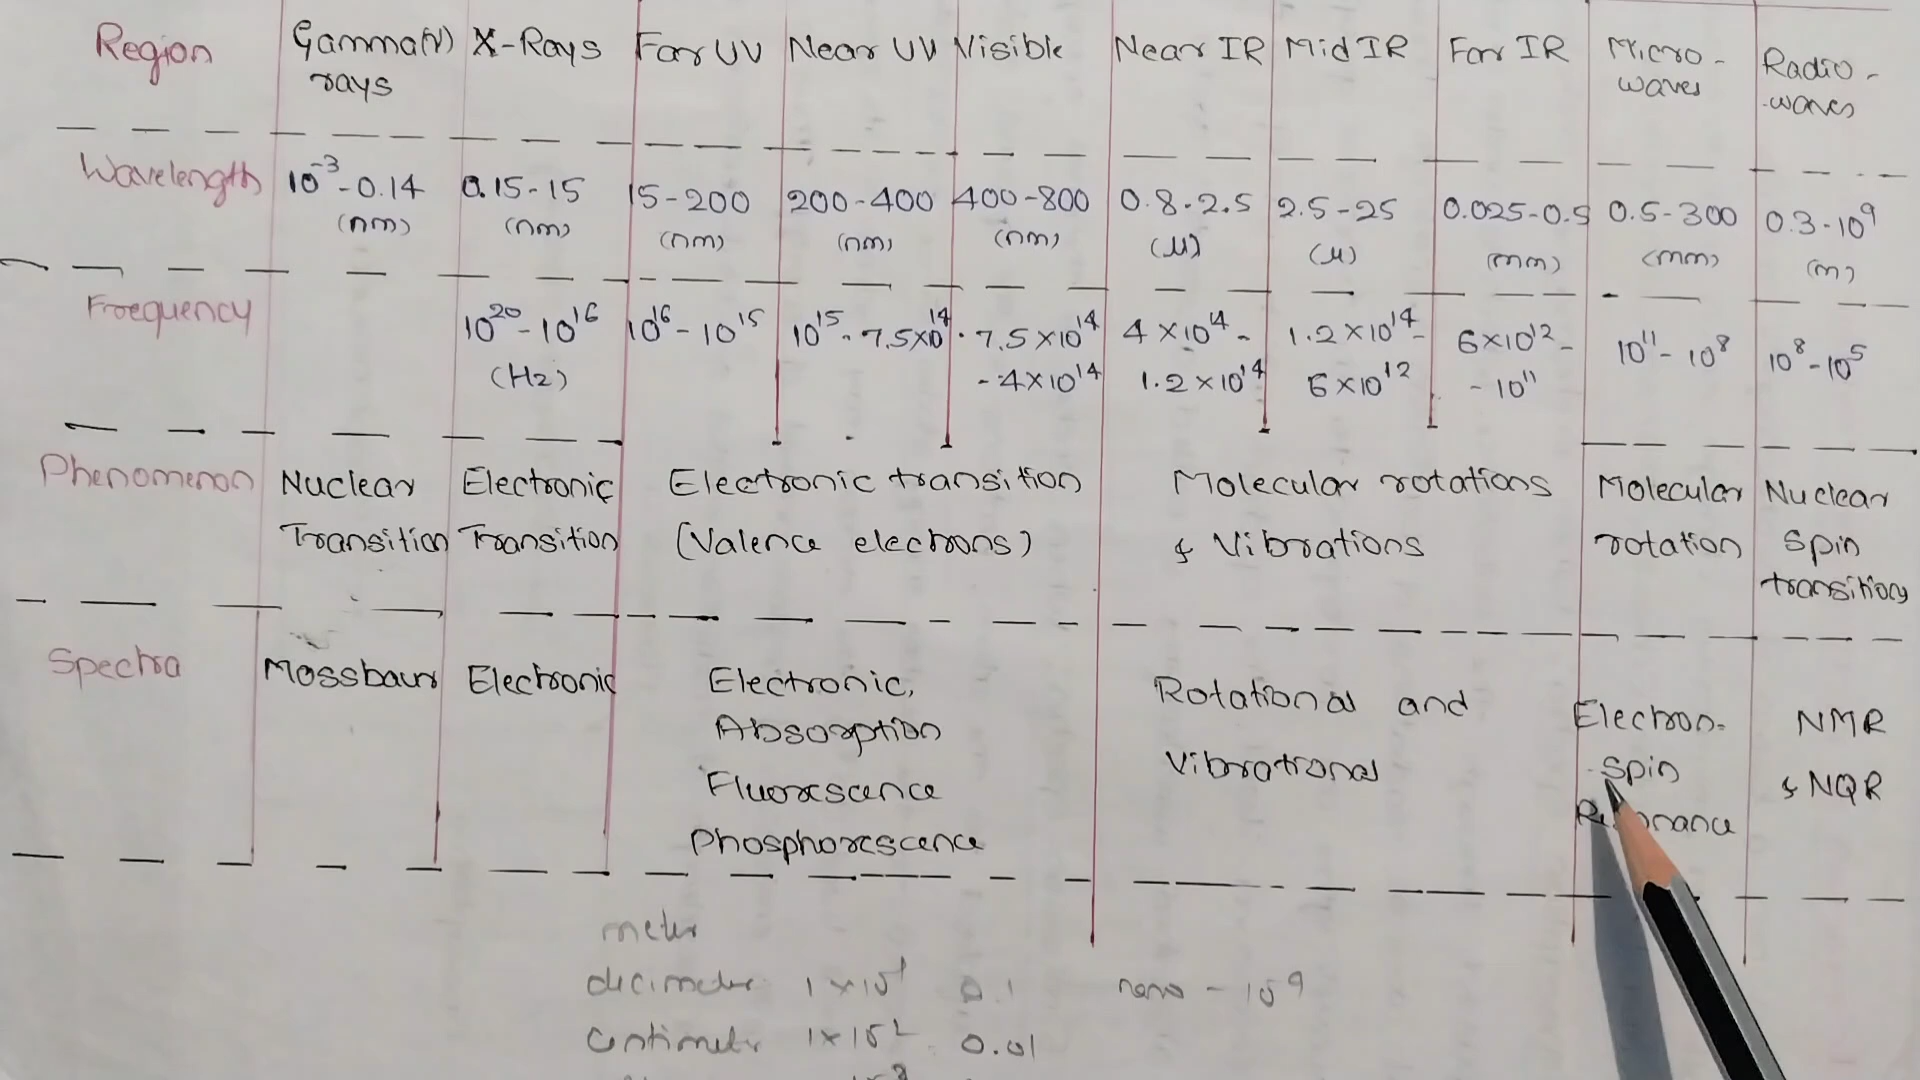 Region Gamma(γ) rays X-Rays Far UV Near UV Visible Near IR Mid IR Far IR Micro-waves Radio-waves
Wavelength 10⁻³-0.14 (nm) 0.15-15 (nm) 15-200 (nm) 200-400 (nm) 400-800 (nm) 0.8-2.5 (μ) 2.5-25 (μ) 0.025-0.5 (mm) 0.5-300 (mm) 0.3-10⁹ (m)
Frequency 10²⁰-10¹⁶ (Hz) 10¹⁶-10¹⁵ 10¹⁵-7.5×10¹⁴ 7.5×10¹⁴-4×10¹⁴ 4×10¹⁴-1.2×10¹⁴ 1.2×10¹⁴-6×10¹² 6×10¹²-10¹¹ 10¹¹-10⁸ 10⁸-10⁵
Phenomenon Nuclear Transition Electronic Transition Electronic transition (Valence electrons) Molecular rotations & Vibrations Molecular rotation Nuclear spin transitions
Spectra Mossbaur Electronic Electronic, Absorption Fluorescence Phosphorescence Rotational and Vibrational Electron-Spin NMR & NQR
meter
decimeter 1×10⁻¹ 0.1 nano - 10⁻⁹
centimeter 1×10⁻² 0.01